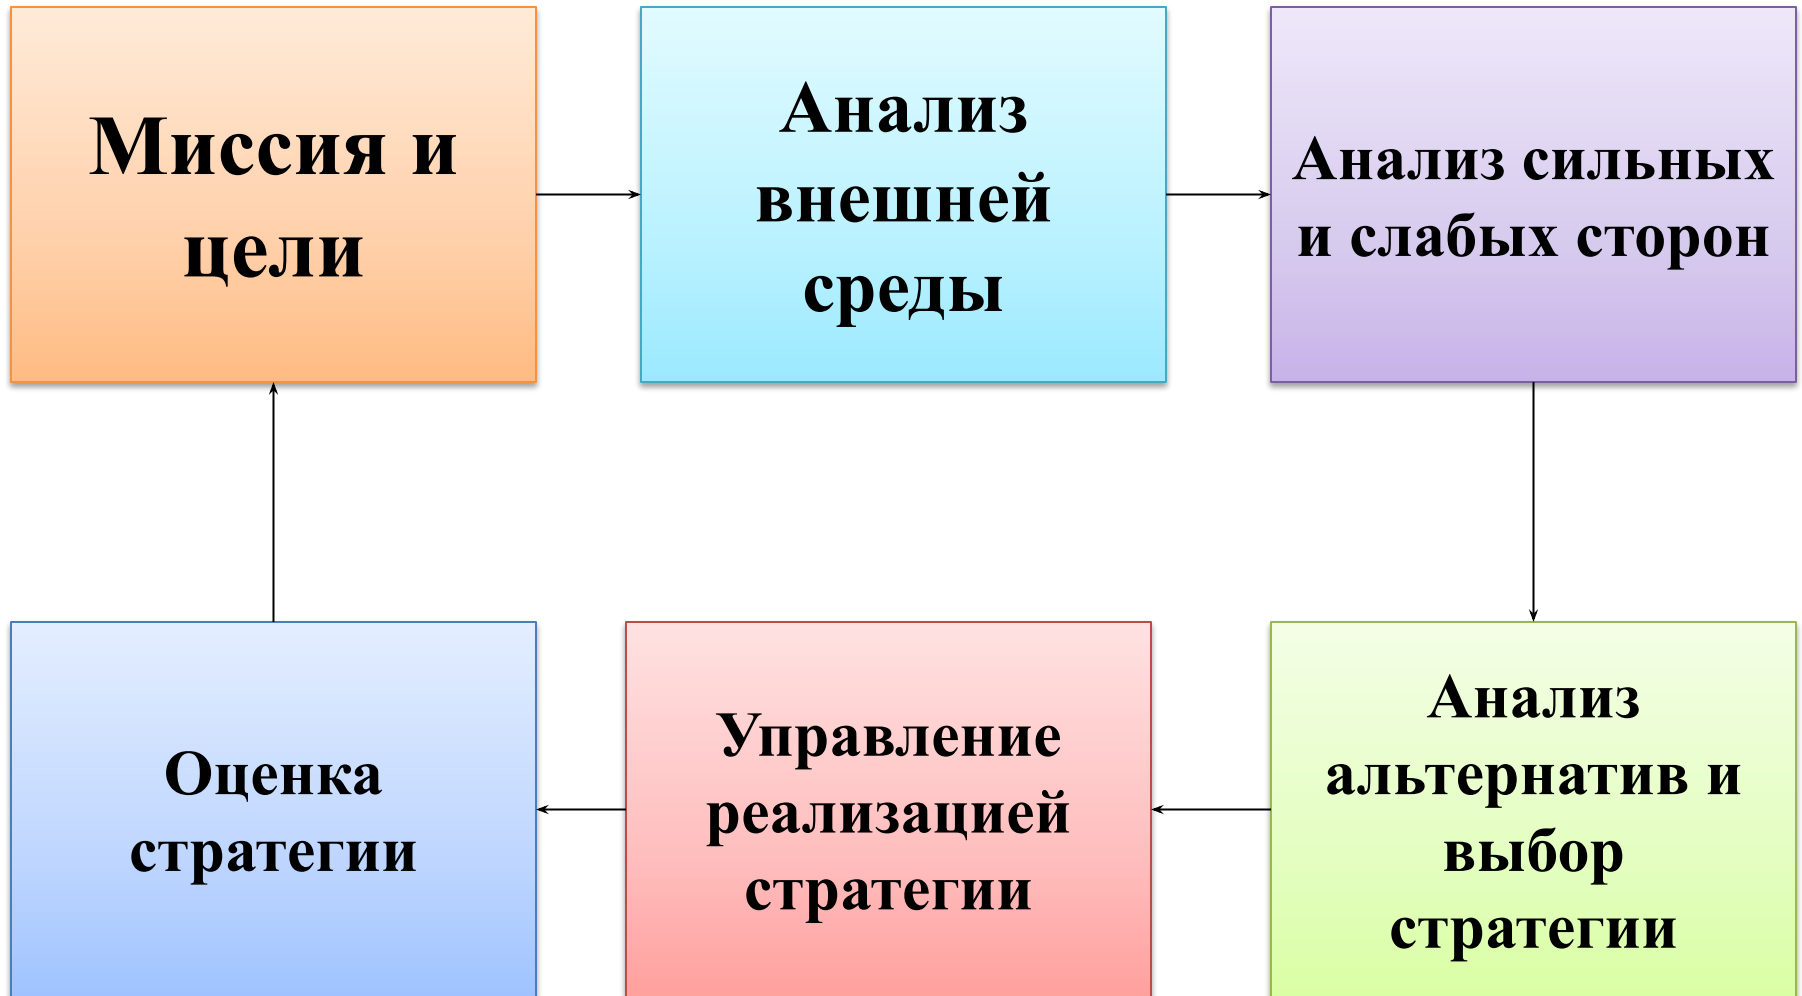 Миссия и
цели
Анализ
внешней
среды
Анализ сильных
и слабых сторон
Оценка
стратегии
Управление
реализацией
стратегии
Анализ
альтернатив и
выбор
стратегии